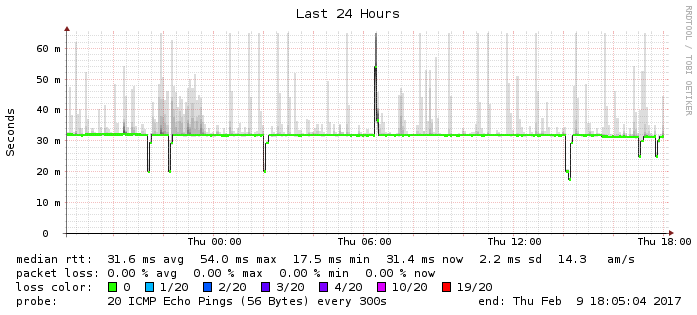 Last 24 Hours
RRDTOOL / TOBI OETIKER
Seconds
60 m
50 m
40 m
30 m
20 m
10 m
0
Thu 00:00 Thu 06:00 Thu 12:00 Thu 18:00
median rtt: 31.6 ms avg 54.0 ms max 17.5 ms min 31.4 ms now 2.2 ms sd 14.3 am/s
packet loss: 0.00 % avg 0.00 % max 0.00 % min 0.00 % now
loss color: 0 1/20 2/20 3/20 4/20 10/20 19/20
probe: 20 ICMP Echo Pings (56 Bytes) every 300s end: Thu Feb 9 18:05:04 2017